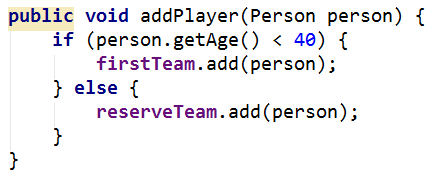 public void addPlayer(Person person) {
    if (person.getAge() < 40) {
        firstTeam.add(person);
    } else {
        reserveTeam.add(person);
    }
}